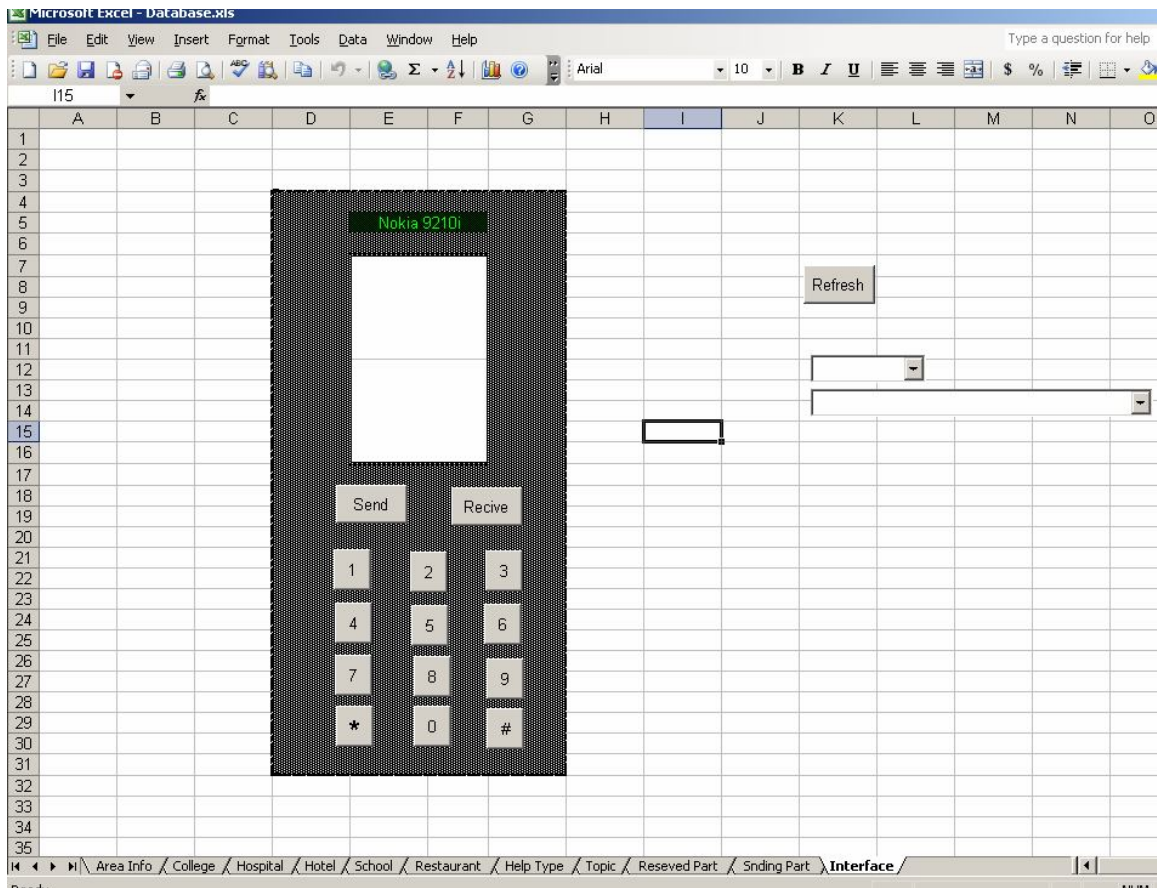 Microsoft Excel - Database.xls
File Edit View Insert Format Tools Data Window Help Type a question for help
Arial 10 B I U $ %
I15 fx
A B C D E F G H I J K L M N O
1
2
3
4
5 Nokia 9210i
6
7
8 Refresh
9
10
11
12
13
14
15
16
17
18 Send Recive
19
20
21 1 2 3
22
23
24 4 5 6
25
26
27 7 8 9
28
29 * 0 #
30
31
32
33
34
35
Area Info / College / Hospital / Hotel / School / Restaurant / Help Type / Topic / Reseved Part / Snding Part \ Interface /
Ready NUM